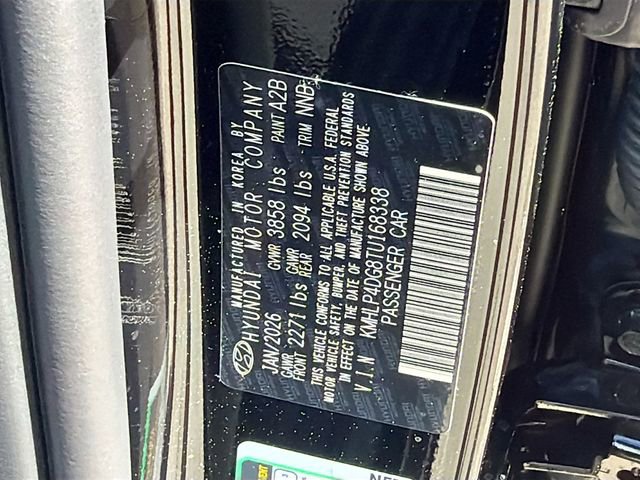 MANUFACTURED IN KOREA BY
HYUNDAI MOTOR COMPANY
JAN/2026 GVWR 3858 lbs PAINT A2B
GAWR FRONT 2271 lbs GAWR REAR 2094 lbs TRIM NNB
THIS VEHICLE CONFORMS TO ALL APPLICABLE U.S.A. FEDERAL
MOTOR VEHICLE SAFETY, BUMPER, AND THEFT PREVENTION STANDARDS
IN EFFECT ON THE DATE OF MANUFACTURE SHOWN ABOVE
V.I.N KMHLP4DG8TU168338
PASSENGER CAR